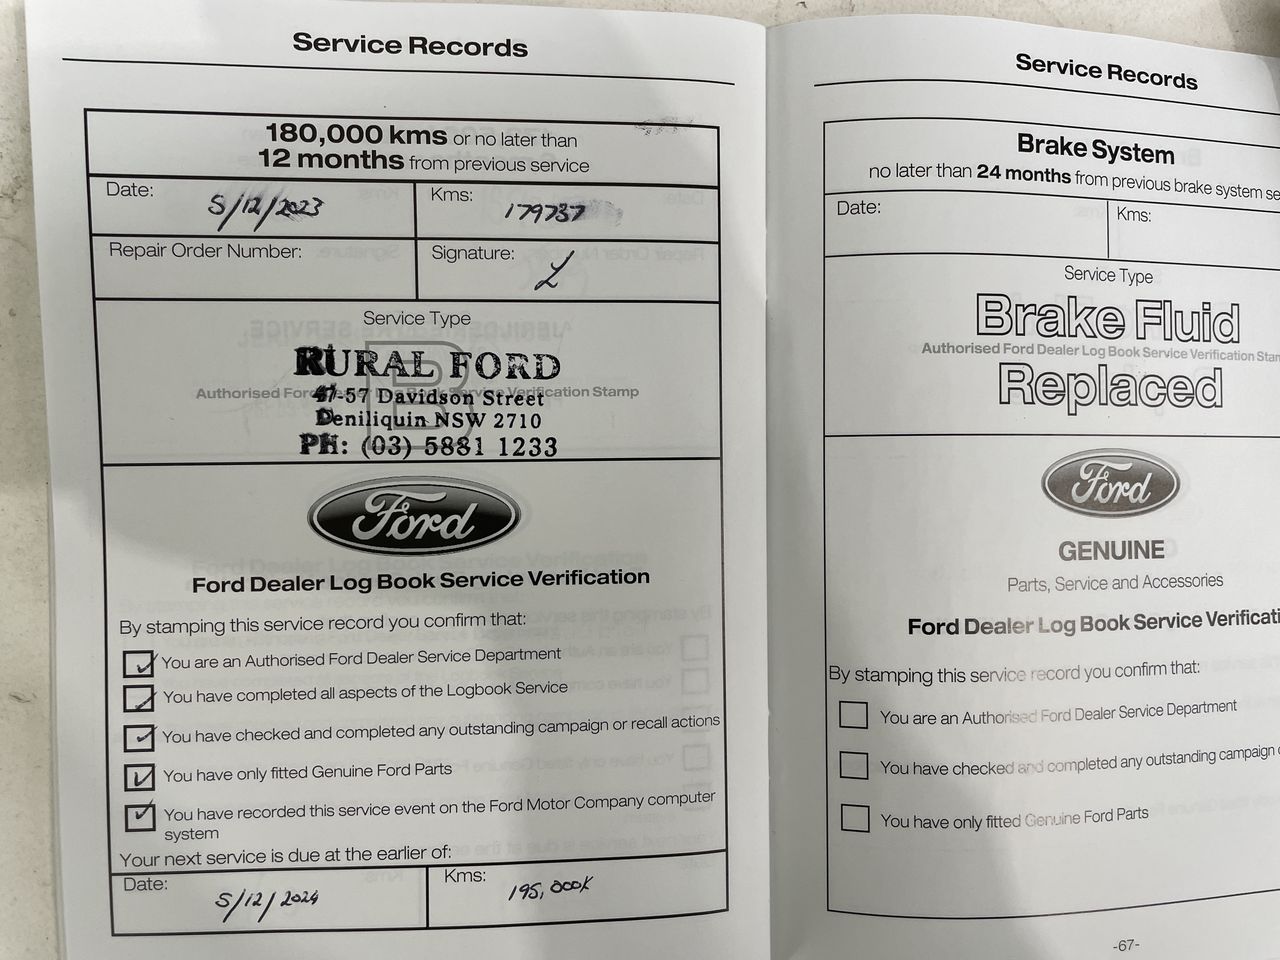 Service Records
180,000 kms or no later than
12 months from previous service
Date: 5/12/2023
Kms: 179737
Repair Order Number:
Signature:
Service Type
RURAL FORD
Authorised Ford Dealer Log Book Service Verification Stamp
B
-57 Davidson Street
Deniliquin NSW 2710
PH: (03) 5881 1233
Ford
Ford Dealer Log Book Service Verification
By stamping this service record you confirm that:
You are an Authorised Ford Dealer Service Department
You have completed all aspects of the Logbook Service
You have checked and completed any outstanding campaign or recall actions
You have only fitted Genuine Ford Parts
You have recorded this service event on the Ford Motor Company computer
system
Your next service is due at the earlier of:
Date: 5/12/2024
Kms: 195,000K
Service Records
Brake System
no later than 24 months from previous brake system se
Date:
Kms:
Service Type
Brake Fluid
Authorised Ford Dealer Log Book Service Verification Stam
Replaced
Ford
GENUINE
Parts, Service and Accessories
Ford Dealer Log Book Service Verificati
By stamping this service record you confirm that:
You are an Authorised Ford Dealer Service Department
You have checked and completed any outstanding campaign
You have only fitted Genuine Ford Parts
-67-